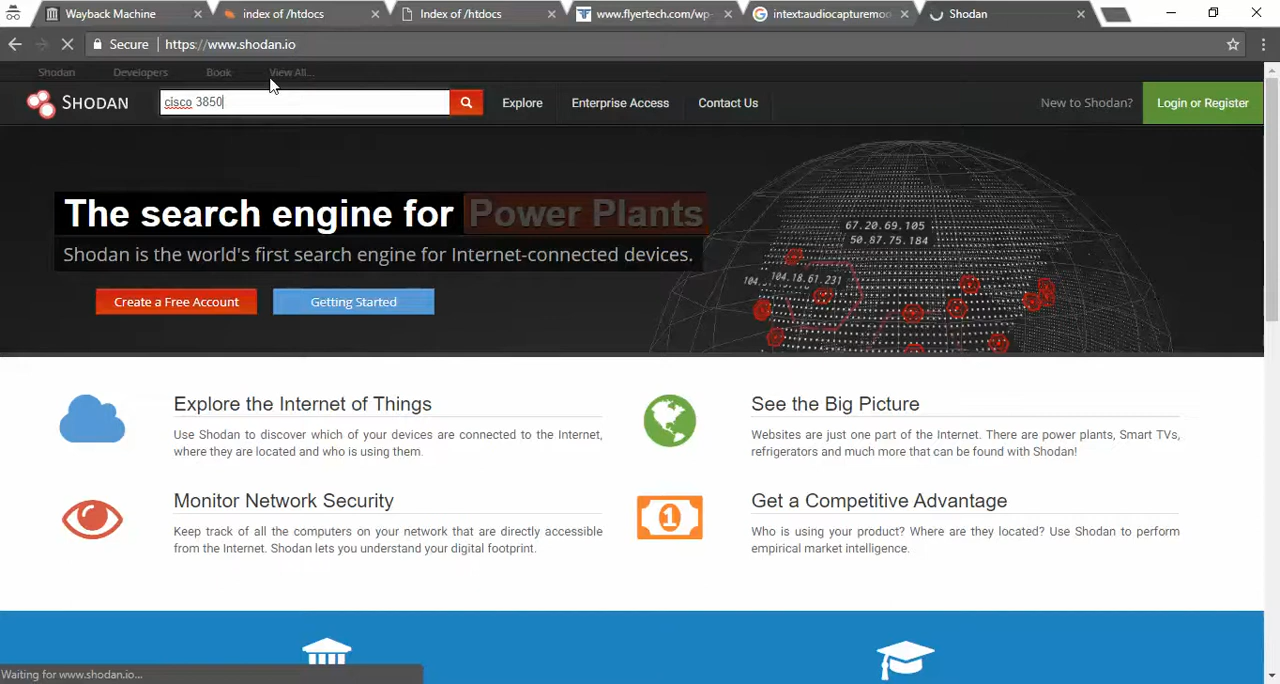 Wayback Machine
index of /htdocs
Index of /htdocs
www.flyertech.com/wp-
intext:audiocapturemod
Shodan
Secure
https://www.shodan.io
Shodan
Developers
Book
View All...
SHODAN
cisco 3850
Explore
Enterprise Access
Contact Us
New to Shodan?
Login or Register
The search engine for Power Plants
Shodan is the world's first search engine for Internet-connected devices.
Create a Free Account
Getting Started
67.20.69.105
50.87.75.184
104.
104.18.61.231
Explore the Internet of Things
Use Shodan to discover which of your devices are connected to the Internet,
where they are located and who is using them.
See the Big Picture
Websites are just one part of the Internet. There are power plants, Smart TVs,
refrigerators and much more that can be found with Shodan!
Monitor Network Security
Keep track of all the computers on your network that are directly accessible
from the Internet. Shodan lets you understand your digital footprint.
1
Get a Competitive Advantage
Who is using your product? Where are they located? Use Shodan to perform
empirical market intelligence.
Waiting for www.shodan.io...